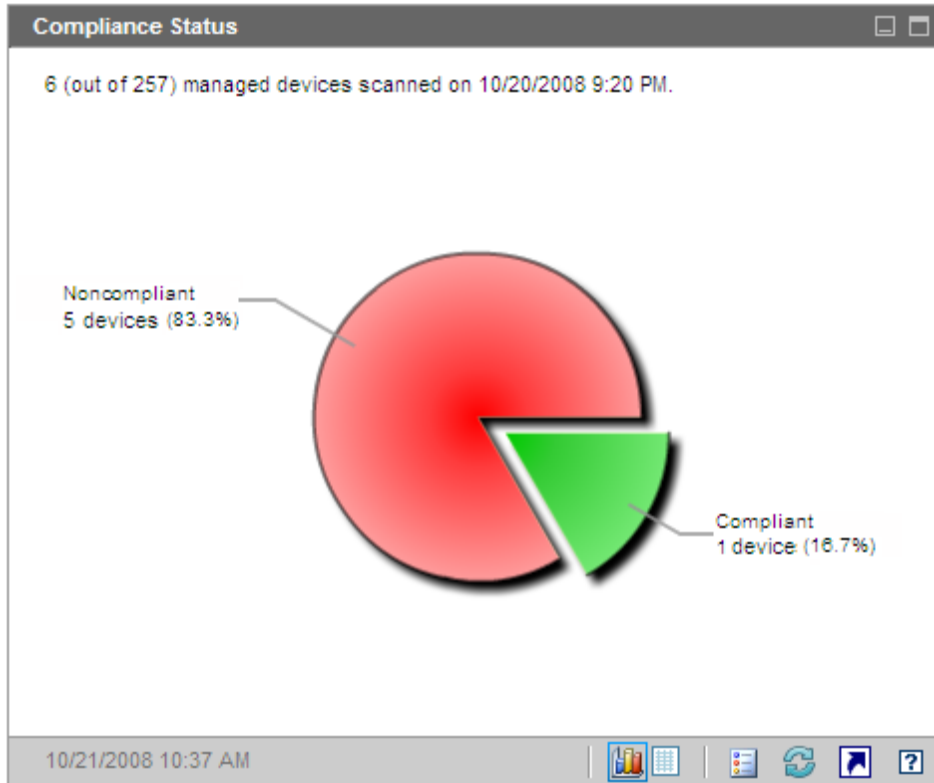 Compliance Status
6 (out of 257) managed devices scanned on 10/20/2008 9:20 PM.
Noncompliant
5 devices (83.3%)
Compliant
1 device (16.7%)
10/21/2008 10:37 AM
?